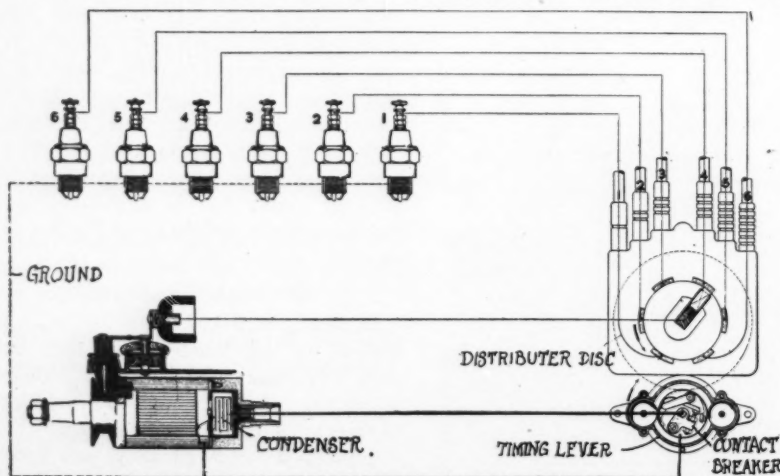 6 5 4 3 2 1
1 2 3 4 5 6
GROUND
DISTRIBUTER DISC
CONDENSER.
TIMING LEVER
CONTACT
BREAKER